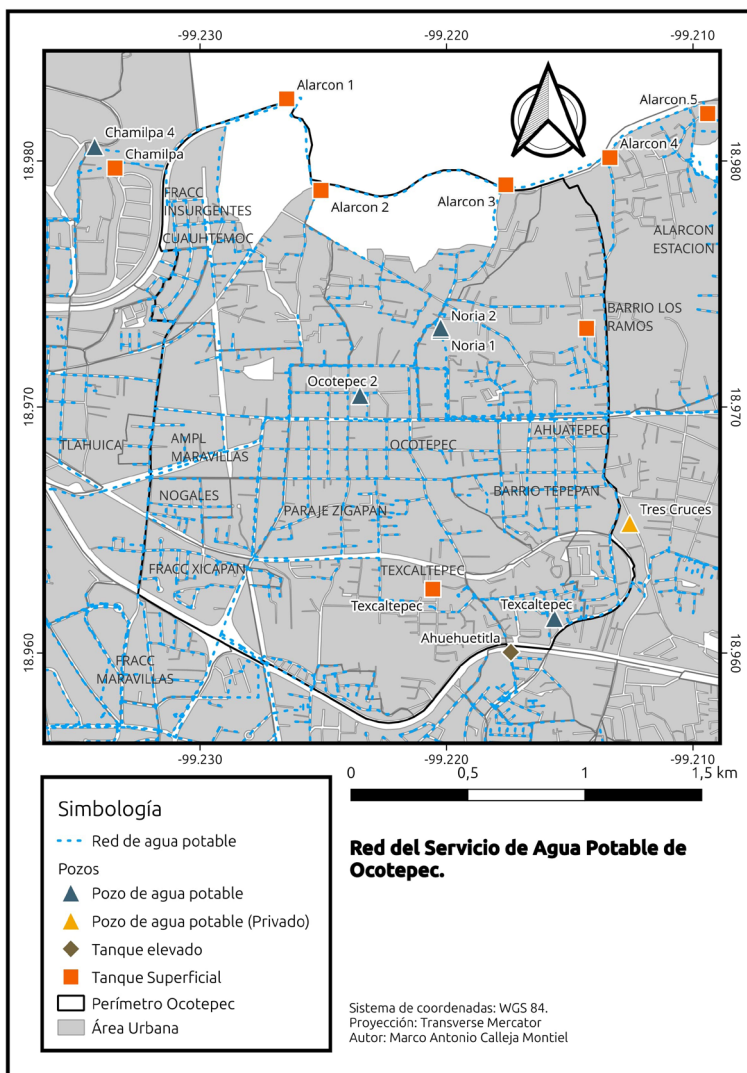 -99.230 -99.220 -99.210
Alarcon 1
Alarcon 5
Chamilpa 4
Alarcon 4
Chamilpa
18.980
18.980
FRACC
INSURGENTES
CUAUHTEMOC
Alarcon 2
Alarcon 3
ALARCON
ESTACION
Noria 2
Noria 1
BARRIO LOS
RAMOS
Ocotepec 2
18.970
18.970
TLAHUICA
AMPL
MARAVILLAS
OCOTEPEC
AHUATEPEC
NOGALES
PARAJE ZIGAPAN
BARRIO TEPEPAN
Tres Cruces
FRACC XICAPAN
TEXCALTEPEC
Texcaltepec
Texcaltepec
Ahuehuetitla
18.960
18.960
FRACC
MARAVILLAS
-99.230 -99.220 -99.210
0 0,5 1 1,5 km
Simbología
Red de agua potable
Pozos
Pozo de agua potable
Pozo de agua potable (Privado)
Tanque elevado
Tanque Superficial
Perímetro Ocotepec
Área Urbana
Red del Servicio de Agua Potable de
Ocotepec.
Sistema de coordenadas: WGS 84.
Proyección: Transverse Mercator
Autor: Marco Antonio Calleja Montiel